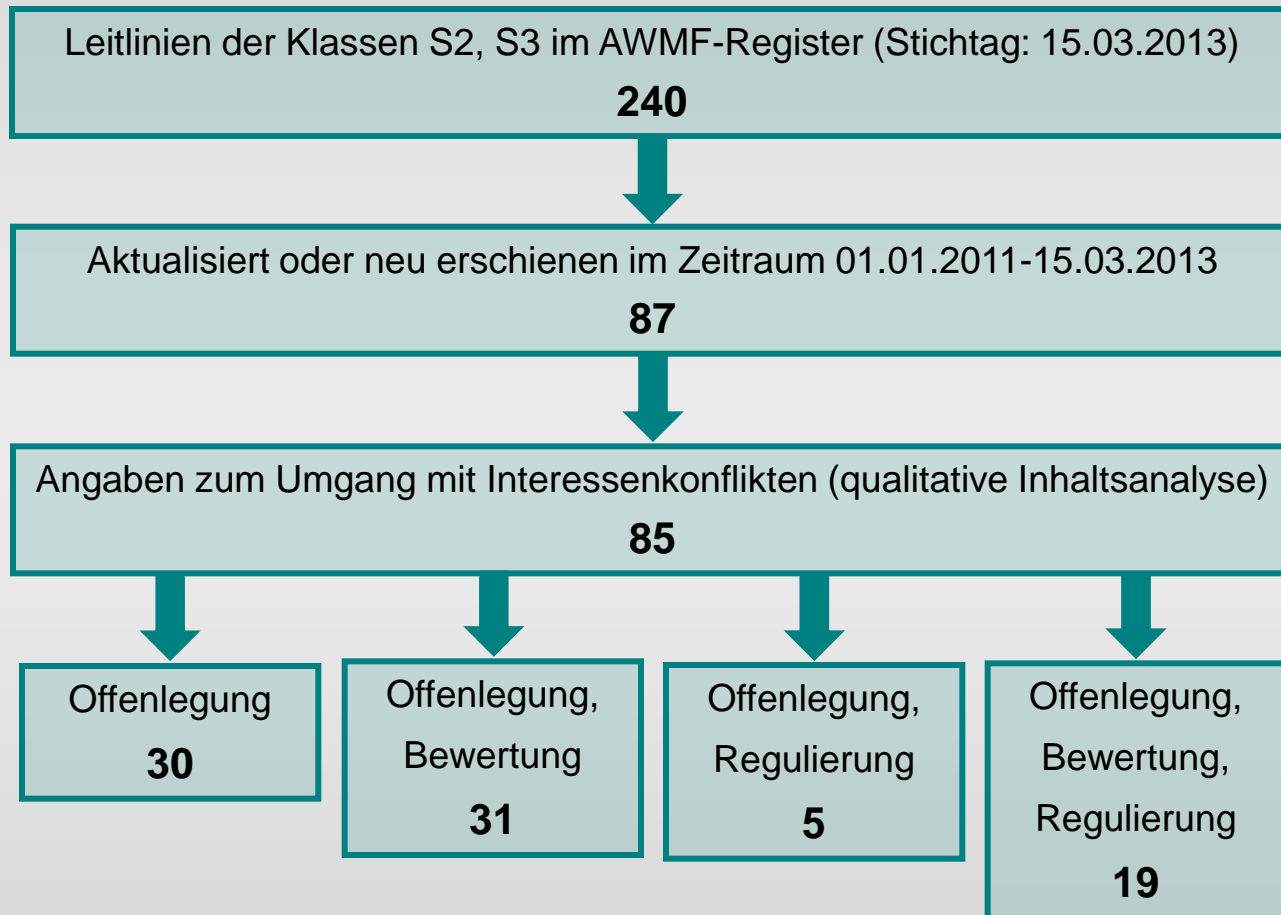 Leitlinien der Klassen S2, S3 im AWMF-Register (Stichtag: 15.03.2013)
240
Aktualisiert oder neu erschienen im Zeitraum 01.01.2011-15.03.2013
87
Angaben zum Umgang mit Interessenkonflikten (qualitative Inhaltsanalyse)
85
Offenlegung
30
Offenlegung,
Bewertung
31
Offenlegung,
Regulierung
5
Offenlegung,
Bewertung,
Regulierung
19